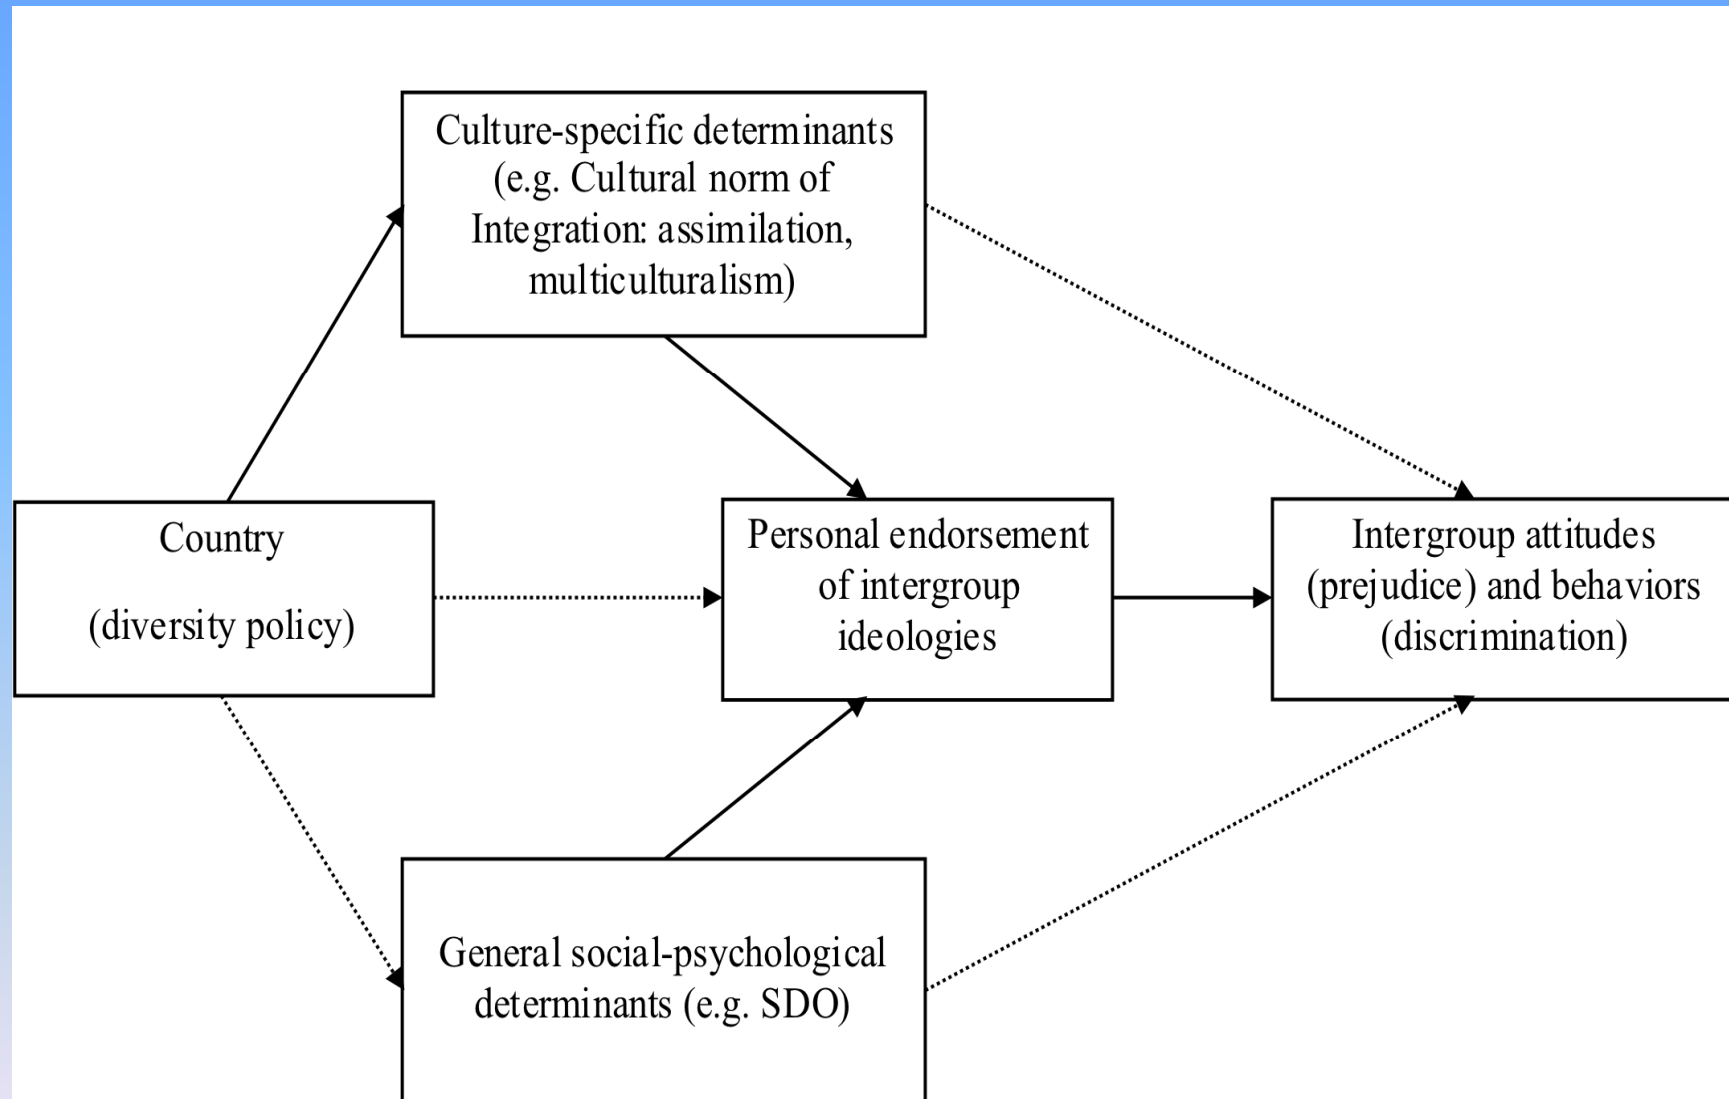 Culture-specific determinants
(e.g. Cultural norm of
Integration: assimilation,
multiculturalism)
Country
(diversity policy)
Personal endorsement
of intergroup
ideologies
Intergroup attitudes
(prejudice) and behaviors
(discrimination)
General social-psychological
determinants (e.g. SDO)